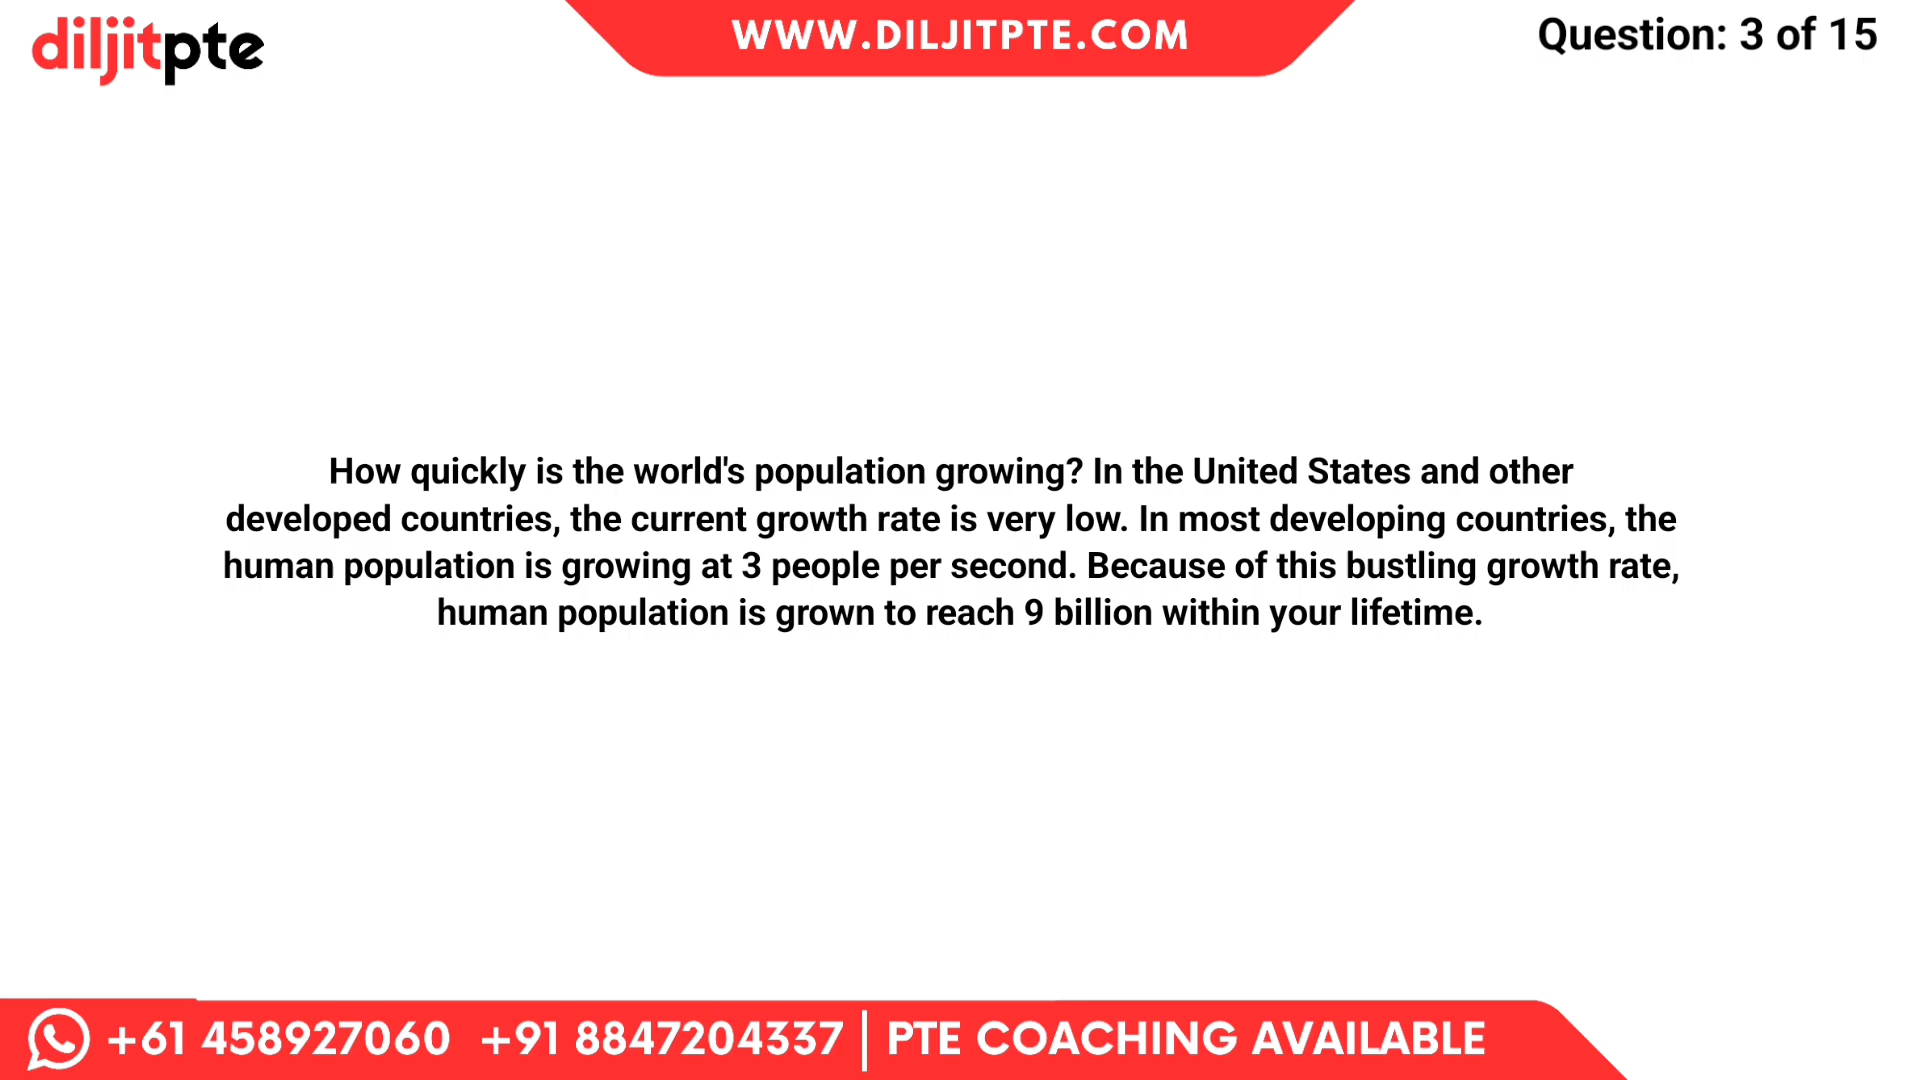 diljitpte
WWW.DILJITPTE.COM
Question: 3 of 15
How quickly is the world's population growing? In the United States and other
developed countries, the current growth rate is very low. In most developing countries, the
human population is growing at 3 people per second. Because of this bustling growth rate,
human population is grown to reach 9 billion within your lifetime.
+61 458927060 +91 8847204337 | PTE COACHING AVAILABLE